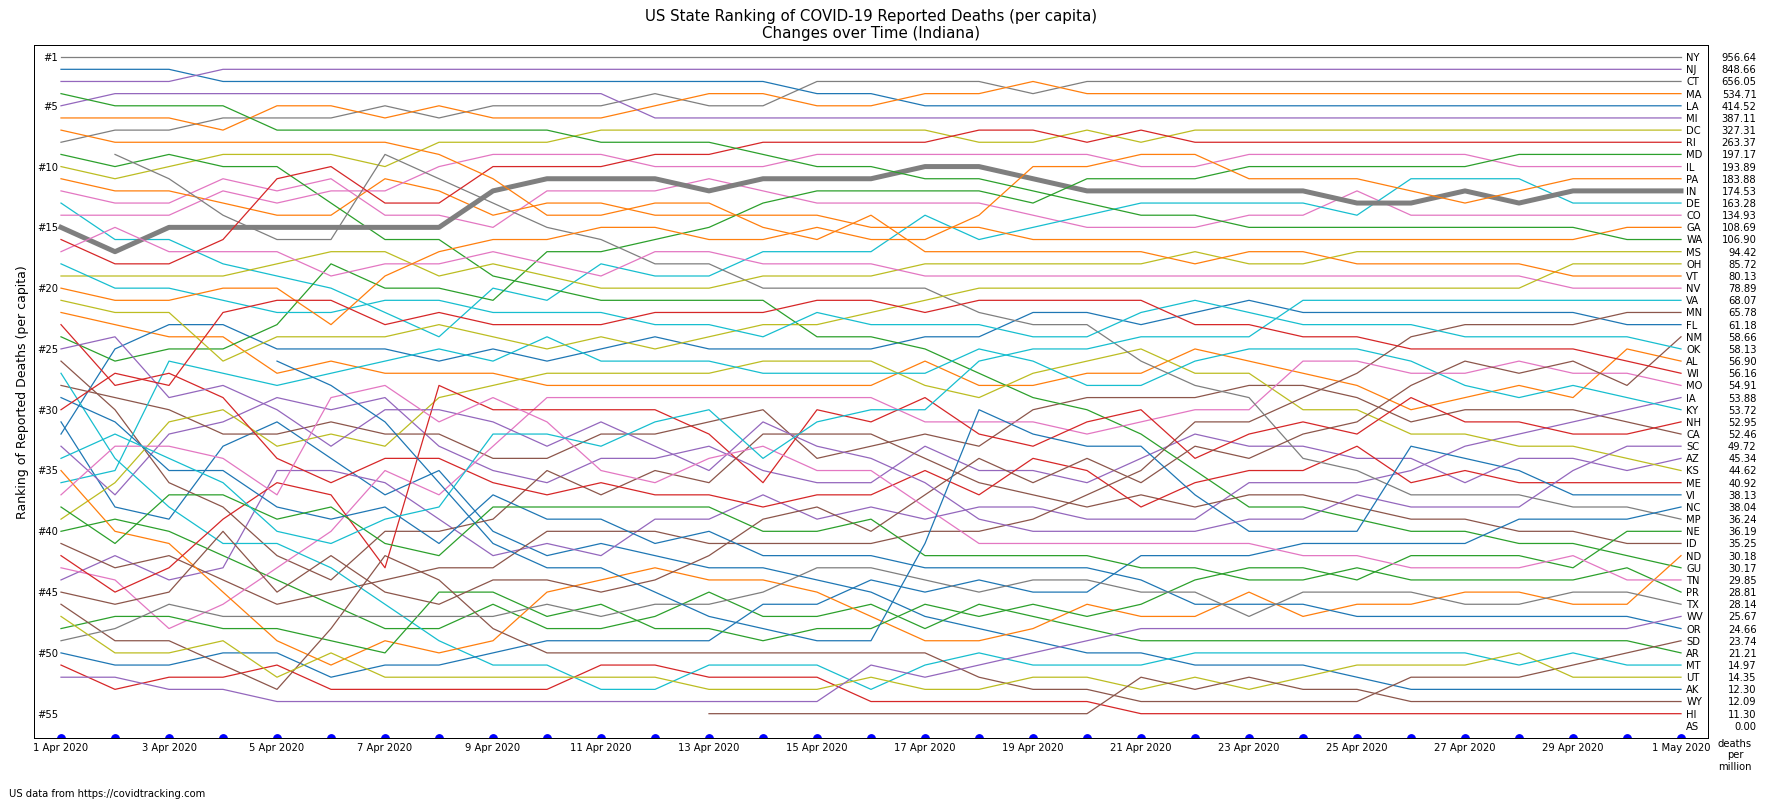 US State Ranking of COVID-19 Reported Deaths (per capita)
Changes over Time (Indiana)
Ranking of Reported Deaths (per capita)
#1
#5
#10
#15
#20
#25
#30
#35
#40
#45
#50
#55
NY 956.64
NJ 848.66
CT 656.05
MA 534.71
LA 414.52
MI 387.11
DC 327.31
RI 263.37
MD 197.17
IL 193.89
PA 183.88
IN 174.53
DE 163.28
CO 134.93
GA 108.69
WA 106.90
MS 94.42
OH 85.72
VT 80.13
NV 78.89
VA 68.07
MN 65.78
FL 61.18
NM 58.66
OK 58.13
AL 56.90
WI 56.16
MO 54.91
IA 53.88
KY 53.72
NH 52.95
CA 52.46
SC 49.72
AZ 45.34
KS 44.62
ME 40.92
VI 38.13
NC 38.04
MP 36.24
NE 36.19
ID 35.25
ND 30.18
GU 30.17
TN 29.85
PR 28.81
TX 28.14
WV 25.67
OR 24.66
SD 23.74
AR 21.21
MT 14.97
UT 14.35
AK 12.30
WY 12.09
HI 11.30
AS 0.00
1 Apr 2020 3 Apr 2020 5 Apr 2020 7 Apr 2020 9 Apr 2020 11 Apr 2020 13 Apr 2020 15 Apr 2020 17 Apr 2020 19 Apr 2020 21 Apr 2020 23 Apr 2020 25 Apr 2020 27 Apr 2020 29 Apr 2020 1 May 2020
deaths
per
million
US data from https://covidtracking.com